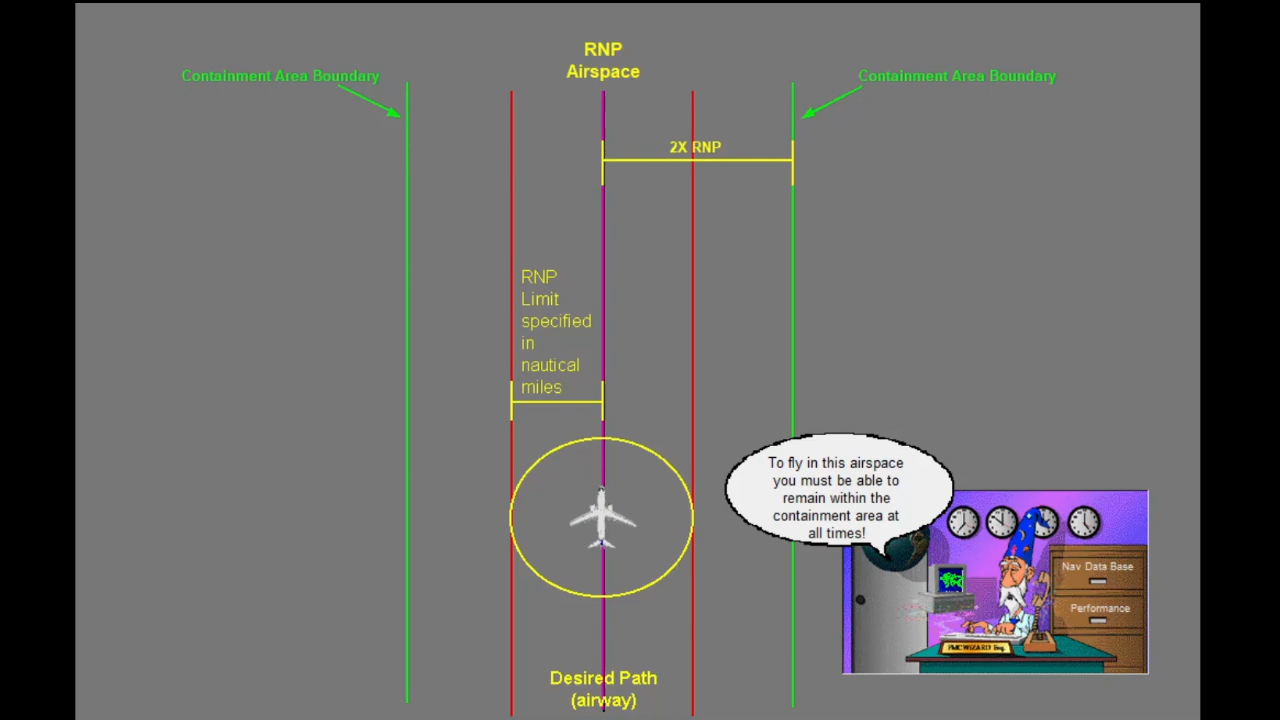 RNP
Airspace
Containment Area Boundary
Containment Area Boundary
2X RNP
RNP
Limit
specified
in
nautical
miles
To fly in this airspace
you must be able to
remain within the
containment area at
all times!
Nav Data Base
Performance
FMCWIZARD Esq.
Desired Path
(airway)